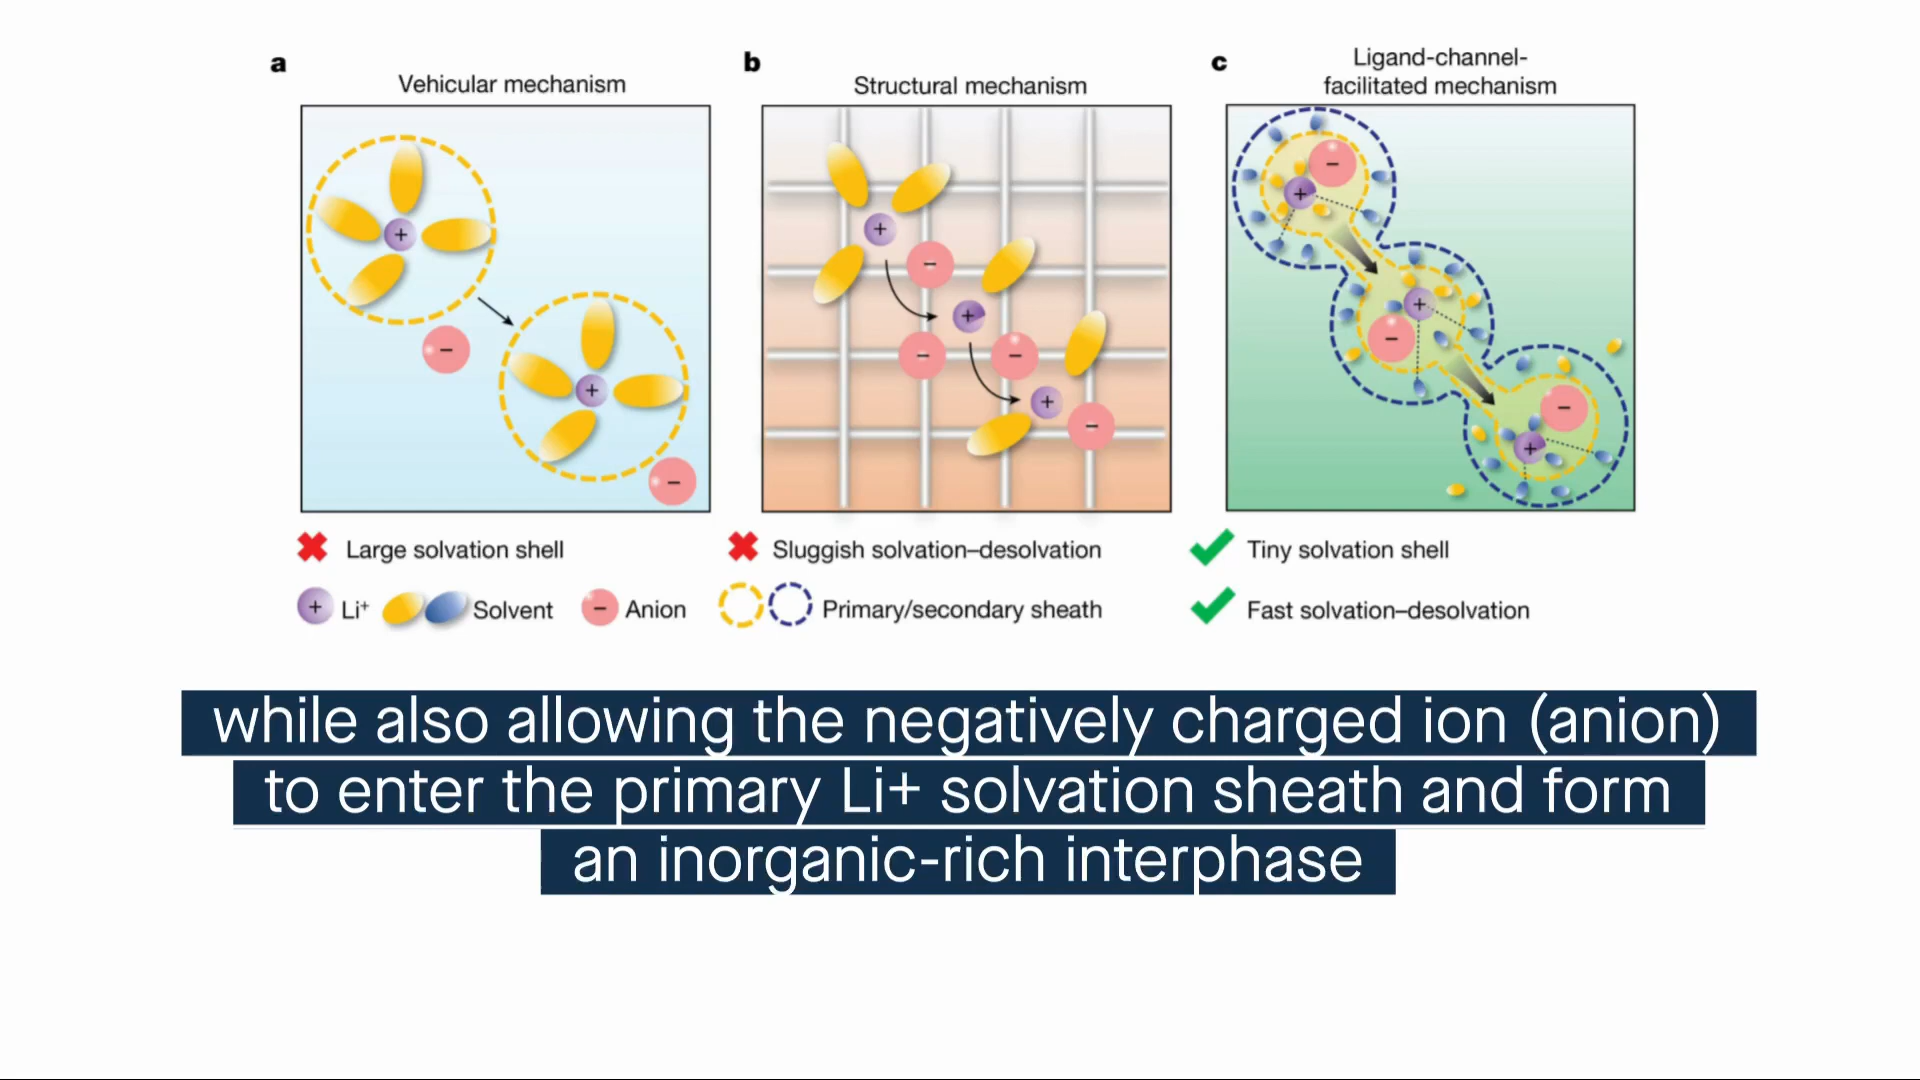 a
Vehicular mechanism
b
Structural mechanism
c
Ligand-channel-
facilitated mechanism
Large solvation shell
Sluggish solvation–desolvation
Tiny solvation shell
Li⁺
Solvent
Anion
Primary/secondary sheath
Fast solvation–desolvation
while also allowing the negatively charged ion (anion)
to enter the primary Li+ solvation sheath and form
an inorganic-rich interphase